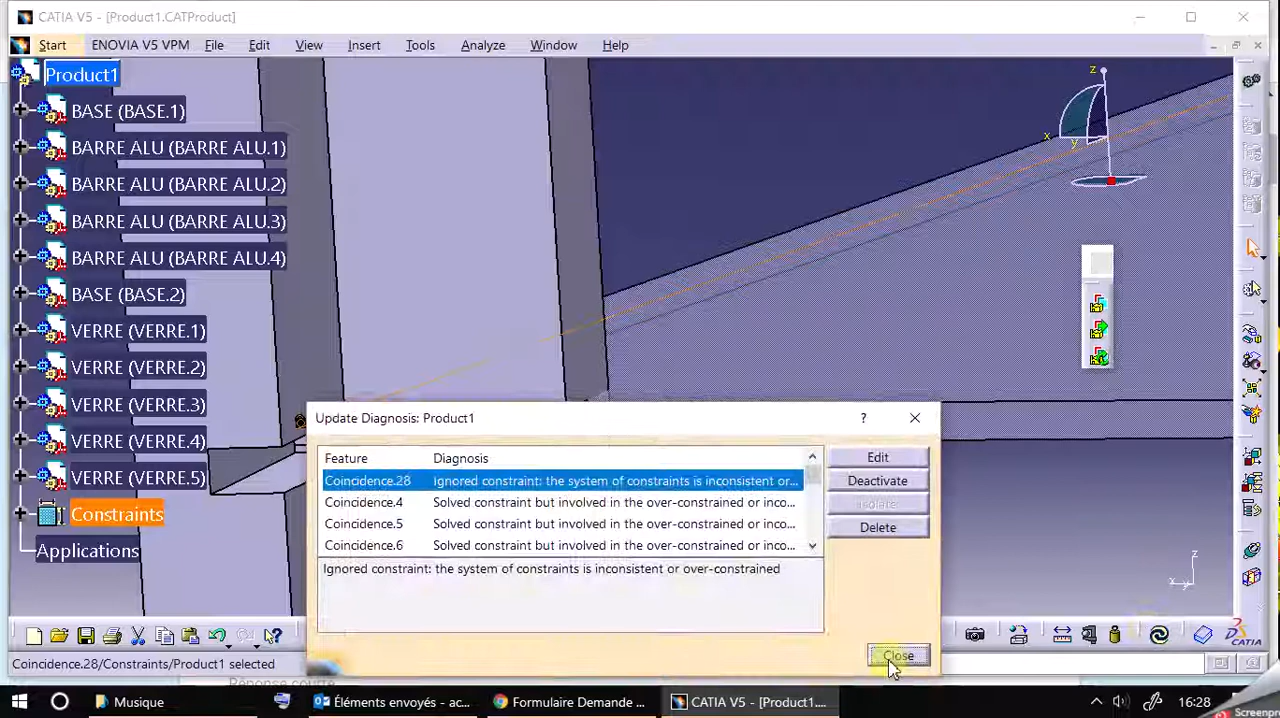 CATIA V5 - [Product1.CATProduct]
Start ENOVIA V5 VPM File Edit View Insert Tools Analyze Window Help
Product1
BASE (BASE.1)
BARRE ALU (BARRE ALU.1)
BARRE ALU (BARRE ALU.2)
BARRE ALU (BARRE ALU.3)
BARRE ALU (BARRE ALU.4)
BASE (BASE.2)
VERRE (VERRE.1)
VERRE (VERRE.2)
VERRE (VERRE.3)
VERRE (VERRE.4)
VERRE (VERRE.5)
Constraints
Applications
z
x
y
Update Diagnosis: Product1
?
Feature Diagnosis
Coincidence.28 Ignored constraint: the system of constraints is inconsistent or...
Coincidence.4 Solved constraint but involved in the over-constrained or inco...
Coincidence.5 Solved constraint but involved in the over-constrained or inco...
Coincidence.6 Solved constraint but involved in the over-constrained or inco...
Edit
Deactivate
Isolate
Delete
Ignored constraint: the system of constraints is inconsistent or over-constrained
Close
z
x y
CATIA
Coincidence.28/Constraints/Product1 selected
Réponse courte
Musique
Éléments envoyés - ac...
Formulaire Demande ...
CATIA V5 - [Product1....
16:28